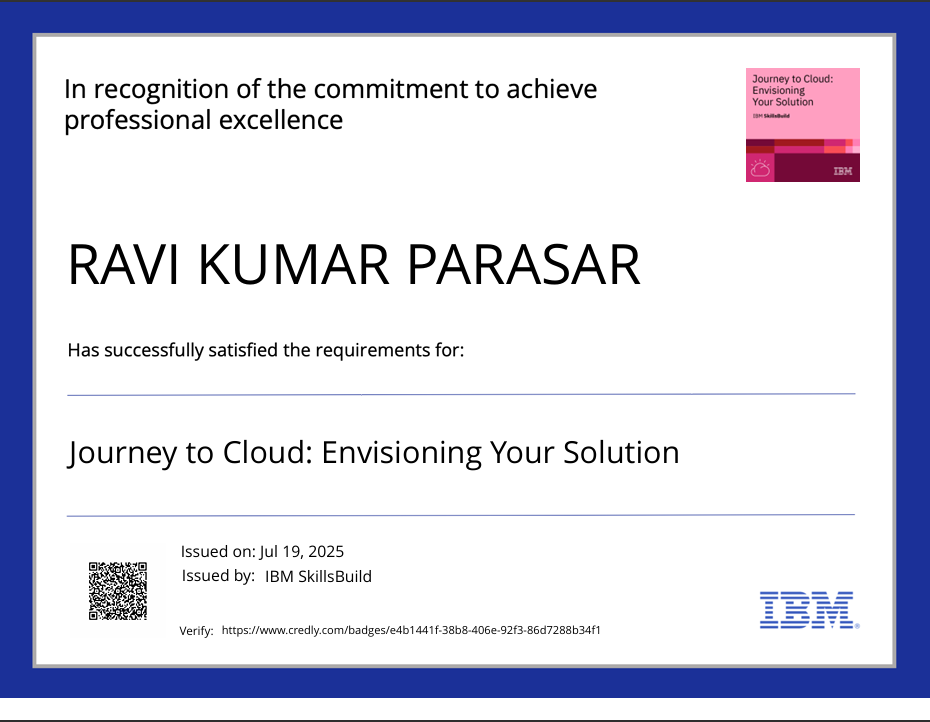 In recognition of the commitment to achieve
professional excellence
Journey to Cloud:
Envisioning
Your Solution
IBM SkillsBuild
IBM
RAVI KUMAR PARASAR
Has successfully satisfied the requirements for:
Journey to Cloud: Envisioning Your Solution
Issued on: Jul 19, 2025
Issued by: IBM SkillsBuild
Verify: https://www.credly.com/badges/e4b1441f-38b8-406e-92f3-86d7288b34f1
IBM®